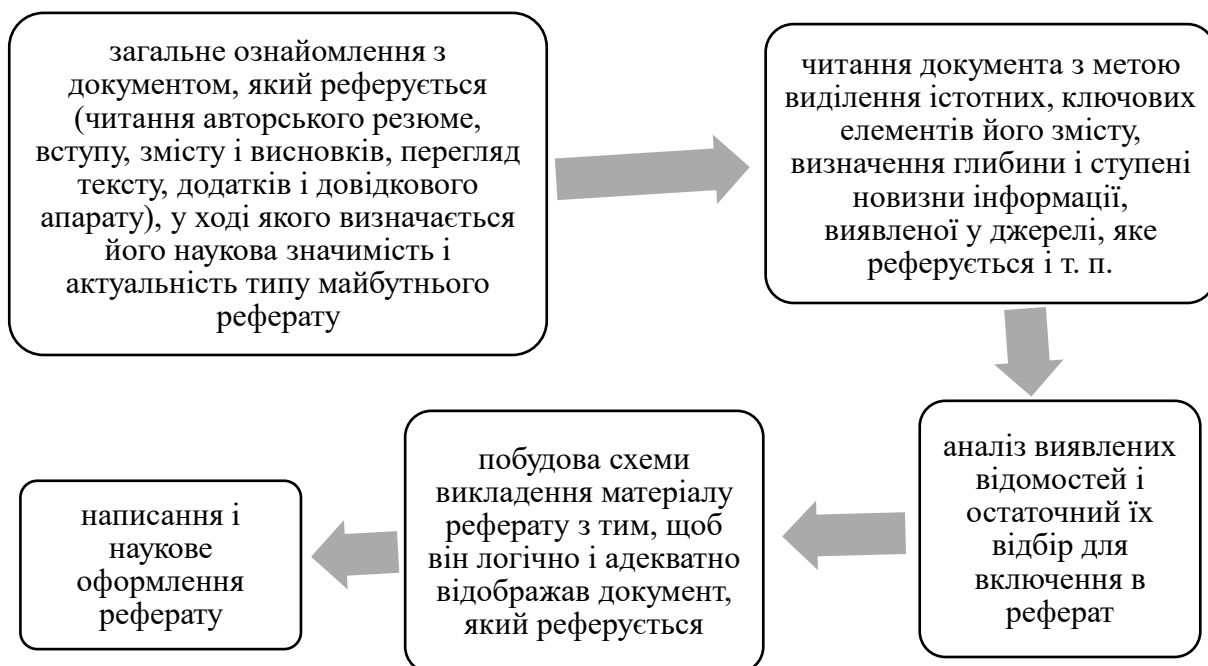 загальне ознайомлення з
документом, який реферується
(читання авторського резюме,
вступу, змісту і висновків, перегляд
тексту, додатків і довідкового
апарату), у ході якого визначається
його наукова значимість і
актуальність типу майбутнього
реферату
читання документа з метою
виділення істотних, ключових
елементів його змісту,
визначення глибини і ступені
новизни інформації,
виявленої у джерелі, яке
реферується і т. п.
аналіз виявлених
відомостей і
остаточний їх
відбір для
включення в
реферат
побудова схеми
викладення матеріалу
реферату з тим, щоб
він логічно і адекватно
відображав документ,
який реферується
написання і
наукове
оформлення
реферату